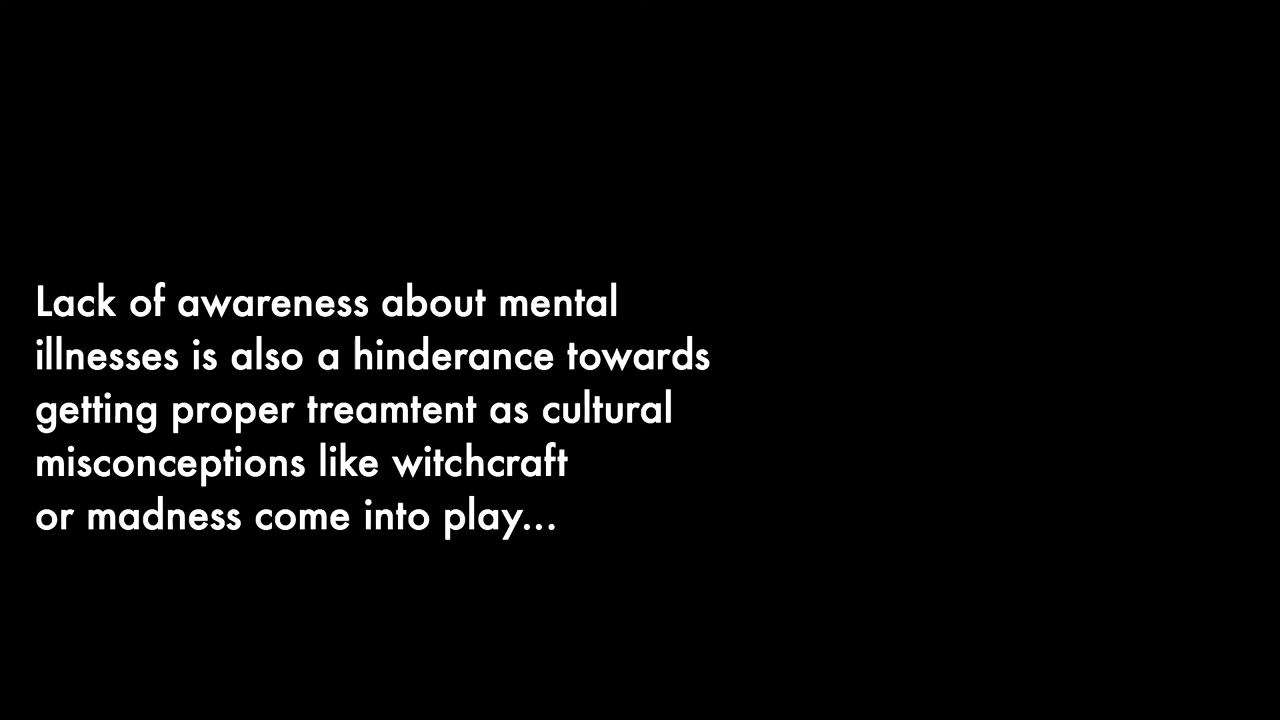 Lack of awareness about mental
illnesses is also a hinderance towards
getting proper treamtent as cultural
misconceptions like witchcraft
or madness come into play...